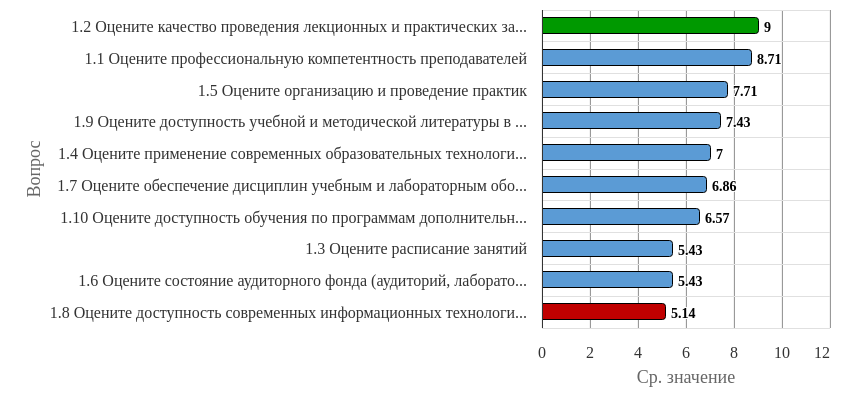 1.2 Оцените качество проведения лекционных и практических за... 9
1.1 Оцените профессиональную компетентность преподавателей 8.71
1.5 Оцените организацию и проведение практик 7.71
1.9 Оцените доступность учебной и методической литературы в ... 7.43
1.4 Оцените применение современных образовательных технологи... 7
1.7 Оцените обеспечение дисциплин учебным и лабораторным обо... 6.86
1.10 Оцените доступность обучения по программам дополнительн... 6.57
1.3 Оцените расписание занятий 5.43
1.6 Оцените состояние аудиторного фонда (аудиторий, лаборато... 5.43
1.8 Оцените доступность современных информационных технологи... 5.14
Вопрос
0 2 4 6 8 10 12
Ср. значение